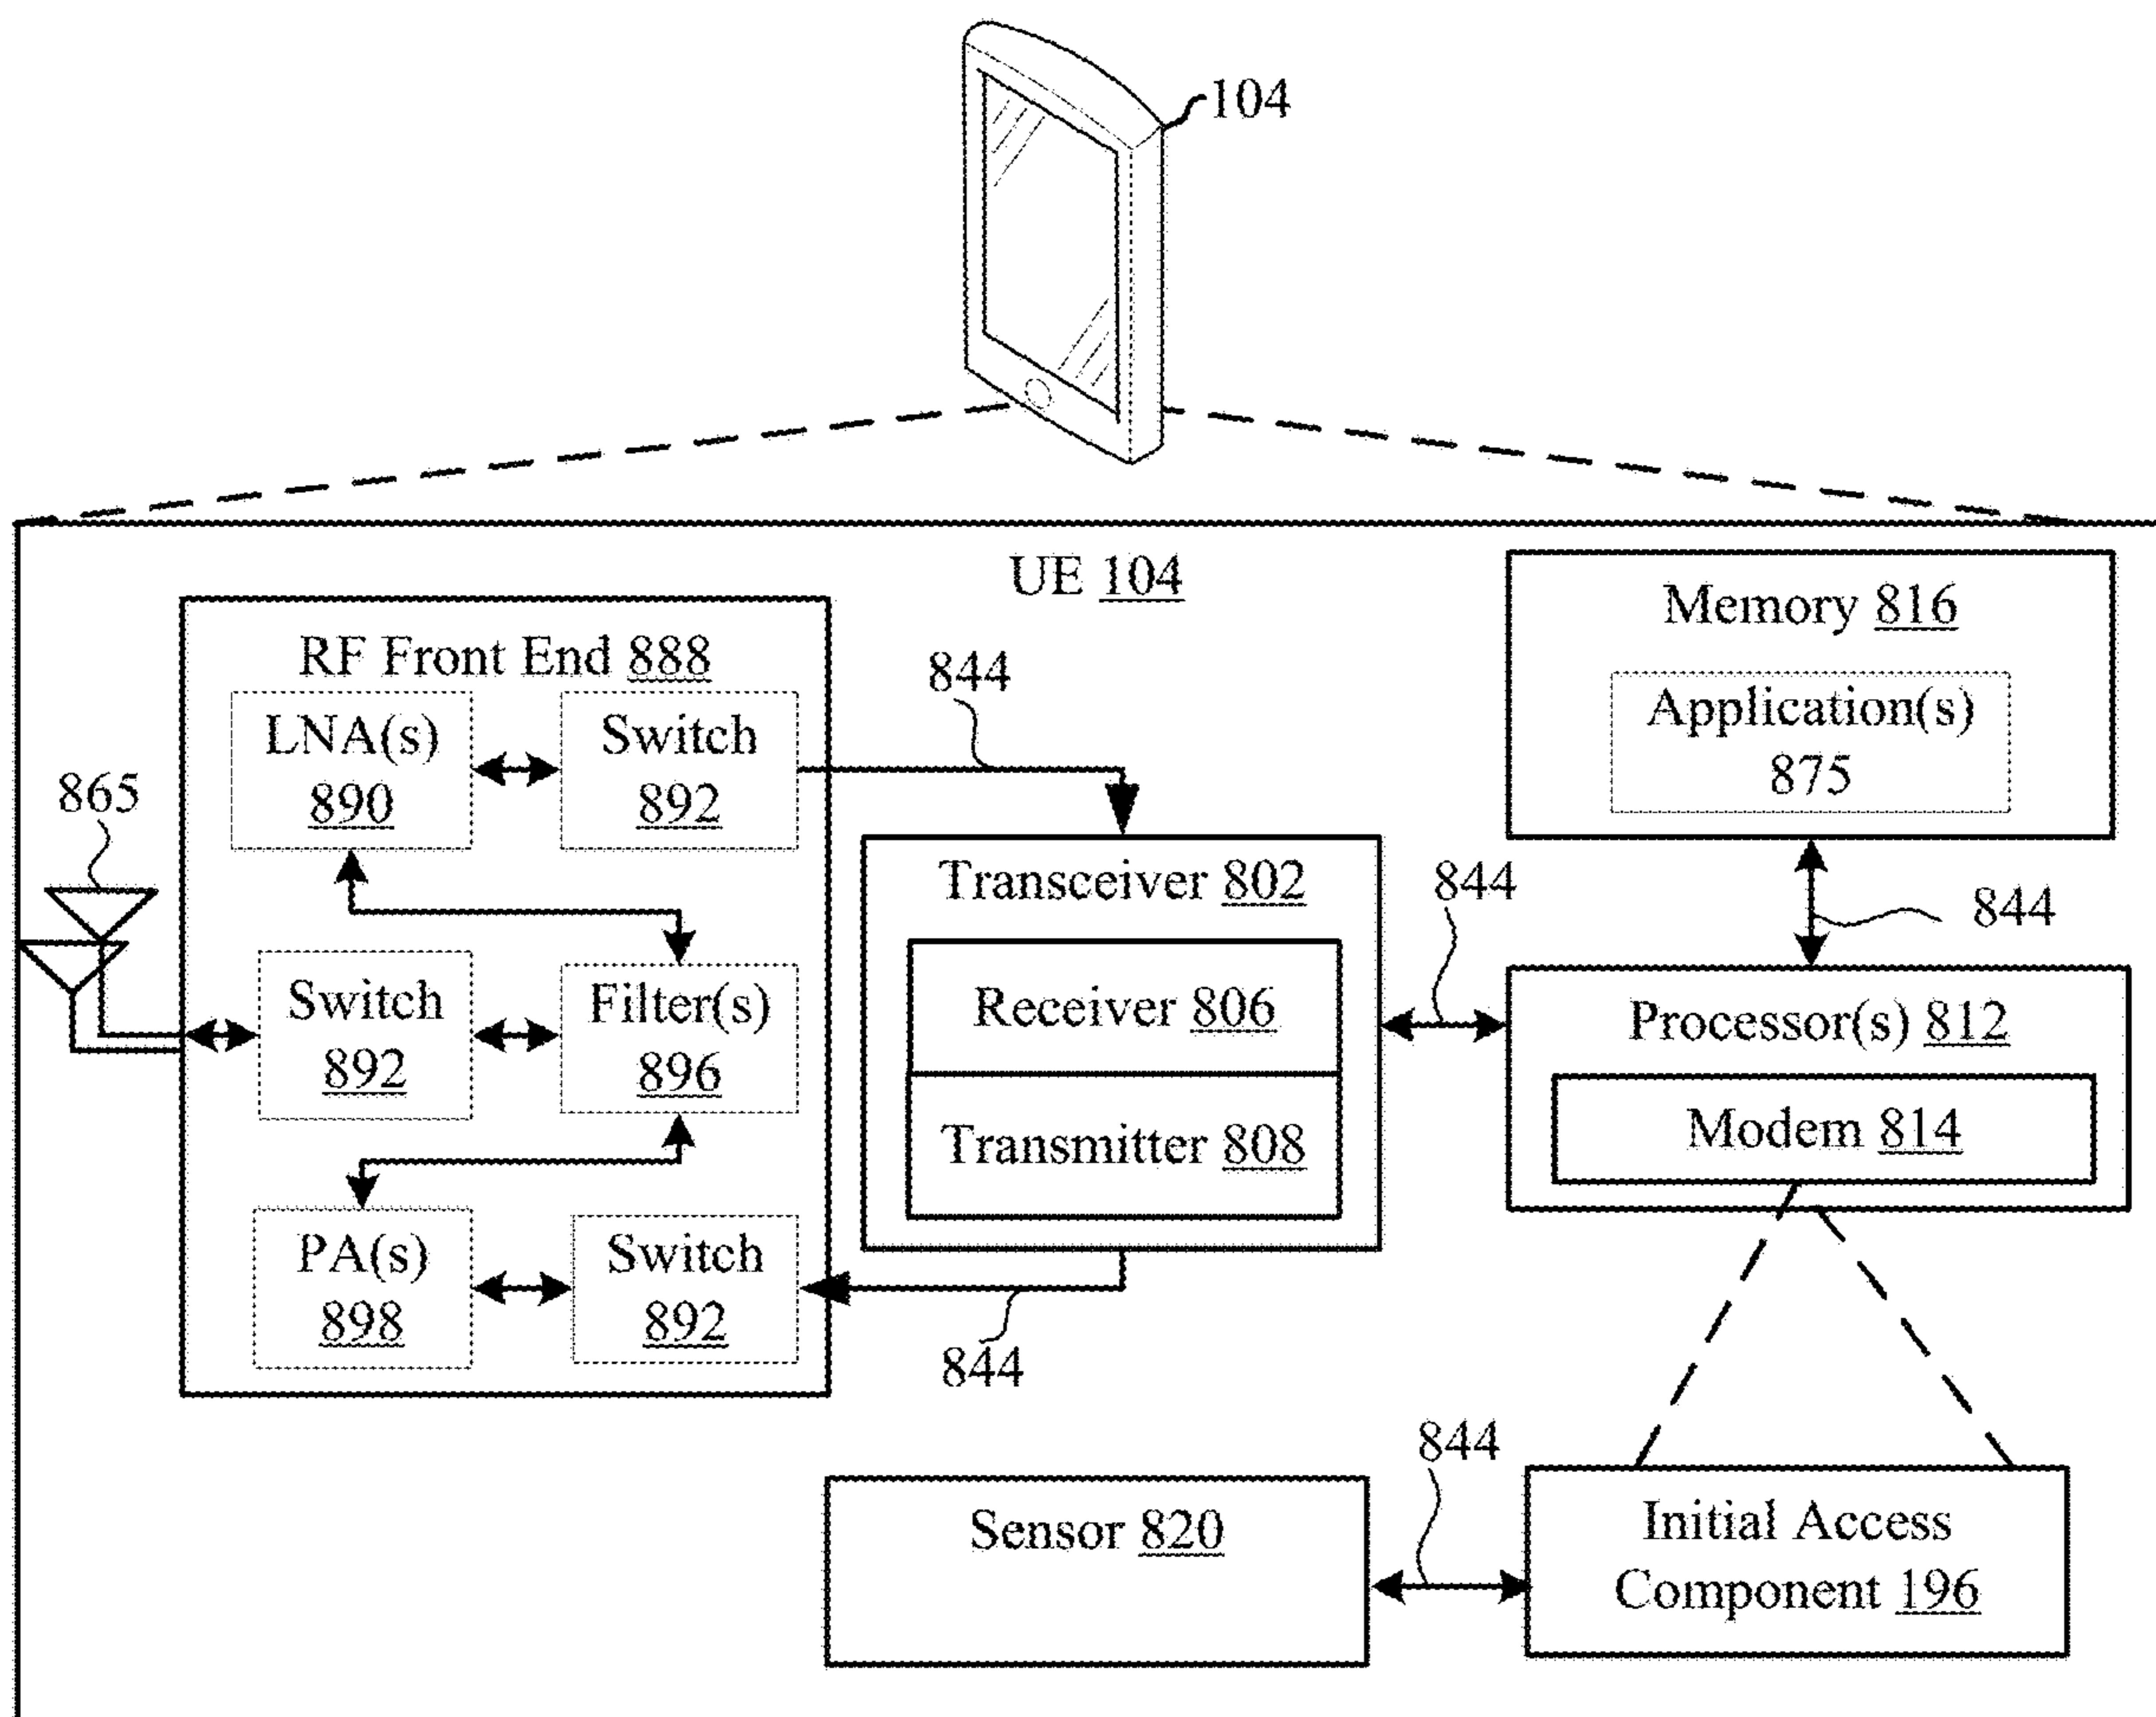 104
UE 104
RF Front End 888
LNA(s)
890
Switch
892
844
865
Switch
892
Filter(s)
896
PA(s)
898
Switch
892
844
Transceiver 802
Receiver 806
Transmitter 808
844
Memory 816
Application(s)
875
844
Processor(s) 812
Modem 814
Sensor 820
844
Initial Access
Component 196